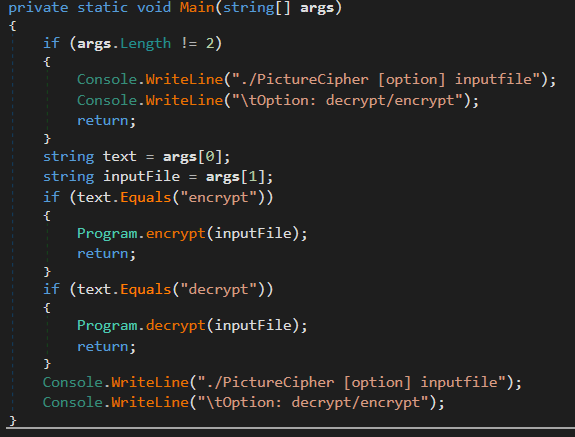 private static void Main(string[] args)
{
    if (args.Length != 2)
    {
        Console.WriteLine("./PictureCipher [option] inputfile");
        Console.WriteLine("\tOption: decrypt/encrypt");
        return;
    }
    string text = args[0];
    string inputFile = args[1];
    if (text.Equals("encrypt"))
    {
        Program.encrypt(inputFile);
        return;
    }
    if (text.Equals("decrypt"))
    {
        Program.decrypt(inputFile);
        return;
    }
    Console.WriteLine("./PictureCipher [option] inputfile");
    Console.WriteLine("\tOption: decrypt/encrypt");
}